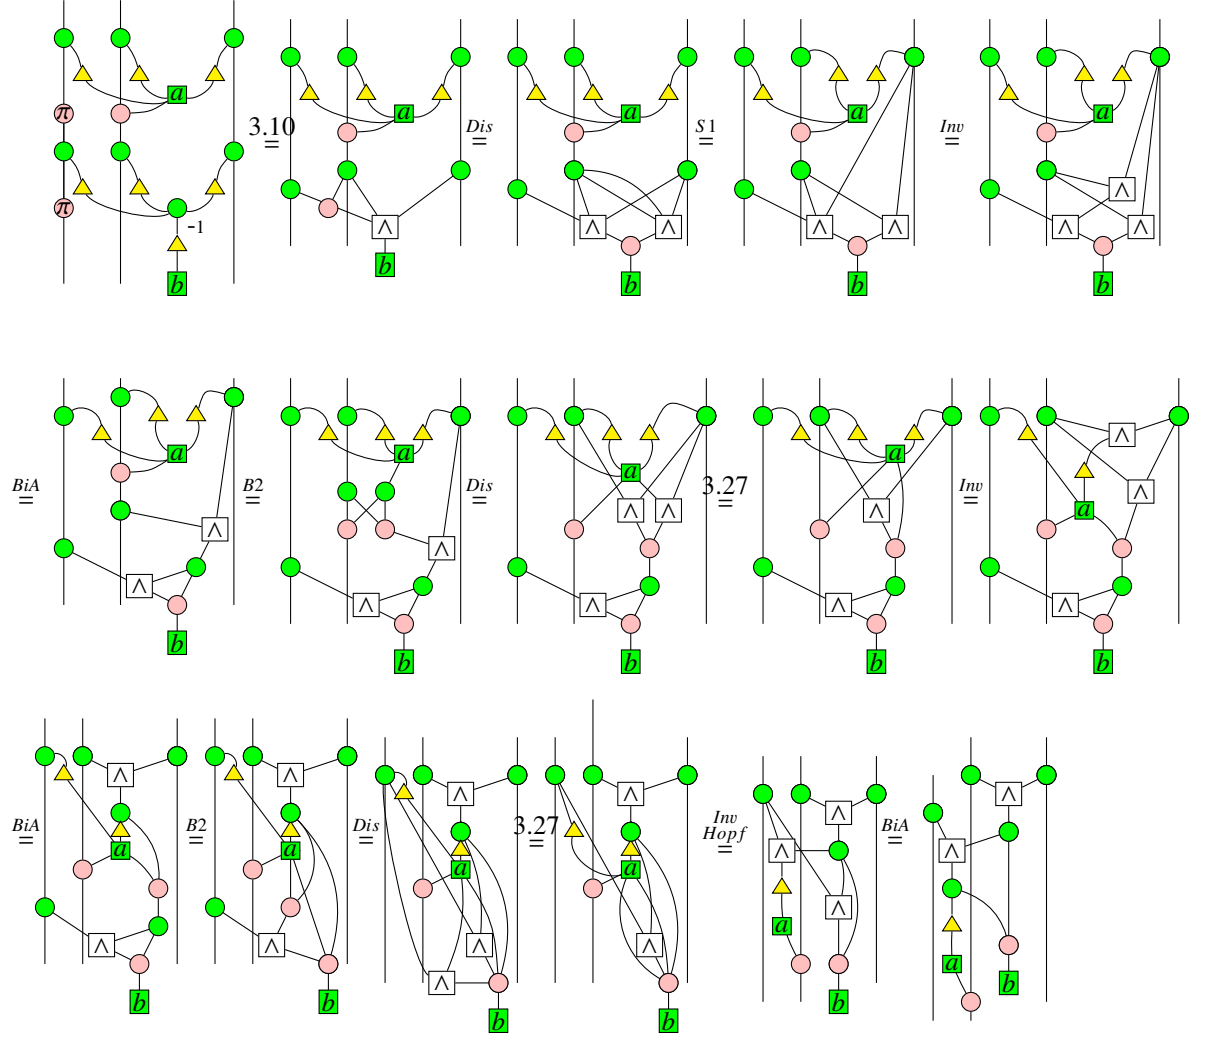 a
π
3.10
=
Dis
=
S1
=
Inv
=
π
-1
b
a
∧
b
a
∧ ∧
b
a
∧ ∧
b
a
∧
∧ ∧
b
BiA
=
a
∧
∧
b
B2
=
a
∧
∧
b
Dis
=
a
∧ ∧
∧
b
3.27
=
a
∧
∧
b
Inv
=
∧
∧
a
∧
b
BiA
=
∧
a
∧
b
B2
=
∧
a
∧
b
Dis
=
∧
a
∧
∧
b
3.27
=
∧
a
∧
b
Inv
Hopf
=
∧
∧
∧
a
b
BiA
=
∧
∧
a
b